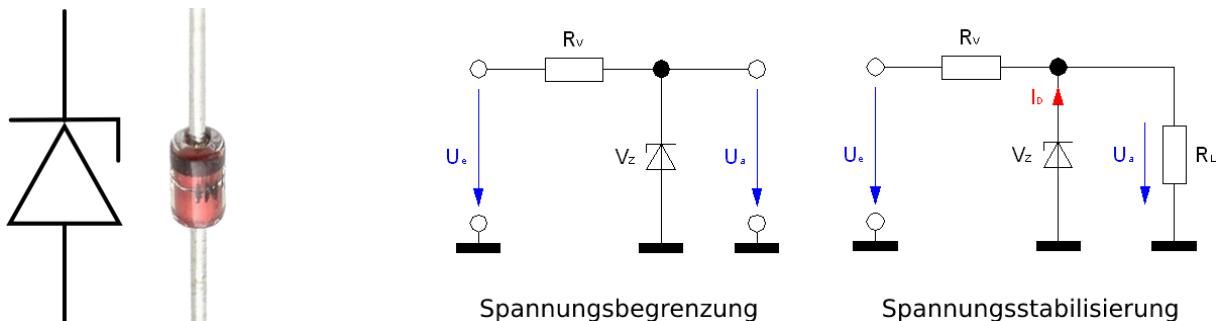 Rv
Ue
Vz
Ua
Spannungsbegrenzung
Rv
ID
Ue
Vz
Ua
RL
Spannungsstabilisierung